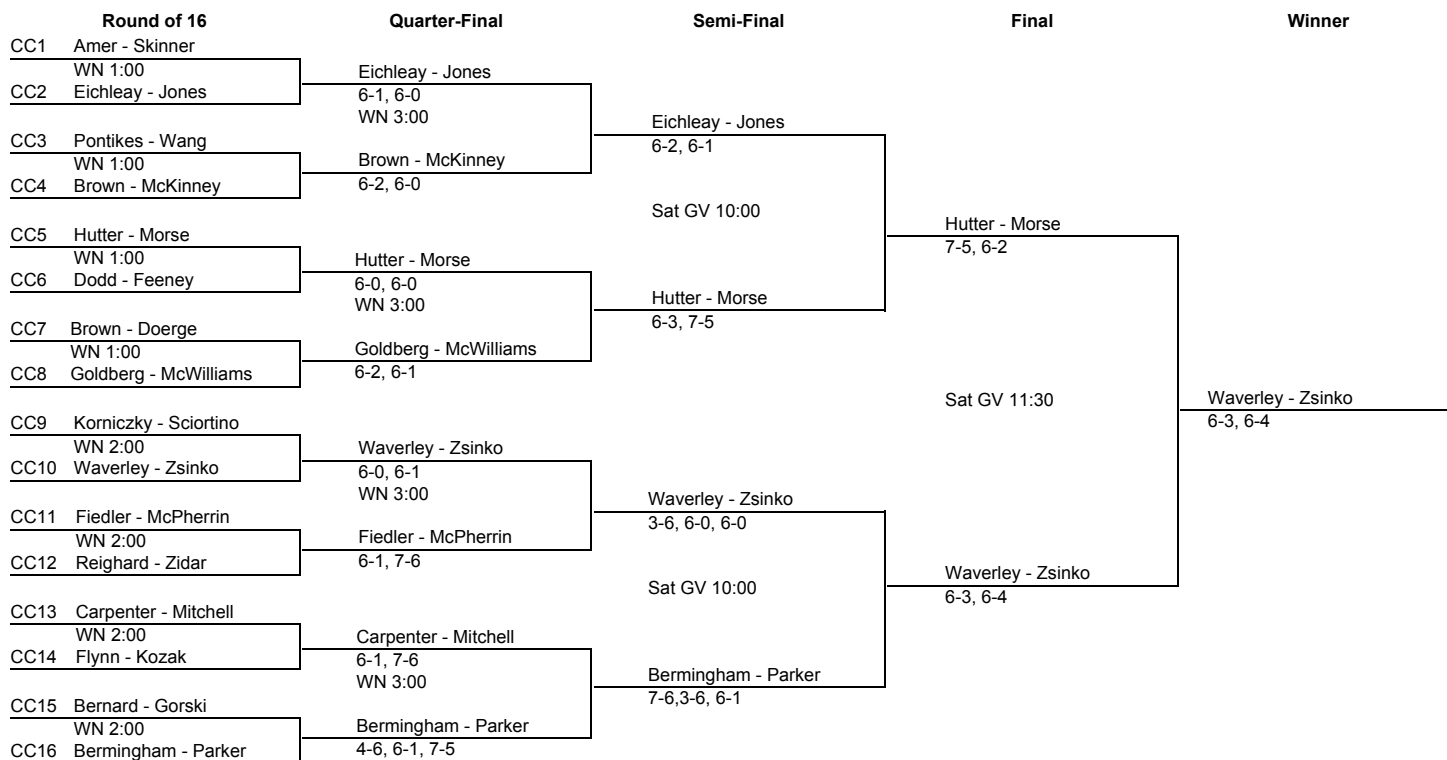 Round of 16 Quarter-Final Semi-Final Final Winner
CC1 Amer - Skinner
WN 1:00
CC2 Eichleay - Jones
CC3 Pontikes - Wang
WN 1:00
CC4 Brown - McKinney
CC5 Hutter - Morse
WN 1:00
CC6 Dodd - Feeney
CC7 Brown - Doerge
WN 1:00
CC8 Goldberg - McWilliams
CC9 Korniczky - Sciortino
WN 2:00
CC10 Waverley - Zsinko
CC11 Fiedler - McPherrin
WN 2:00
CC12 Reighard - Zidar
CC13 Carpenter - Mitchell
WN 2:00
CC14 Flynn - Kozak
CC15 Bernard - Gorski
WN 2:00
CC16 Bermingham - Parker
Eichleay - Jones
6-1, 6-0
WN 3:00
Brown - McKinney
6-2, 6-0
Hutter - Morse
6-0, 6-0
WN 3:00
Goldberg - McWilliams
6-2, 6-1
Waverley - Zsinko
6-0, 6-1
WN 3:00
Fiedler - McPherrin
6-1, 7-6
Carpenter - Mitchell
6-1, 7-6
WN 3:00
Bermingham - Parker
4-6, 6-1, 7-5
Eichleay - Jones
6-2, 6-1
Sat GV 10:00
Hutter - Morse
6-3, 7-5
Waverley - Zsinko
3-6, 6-0, 6-0
Sat GV 10:00
Bermingham - Parker
7-6,3-6, 6-1
Hutter - Morse
7-5, 6-2
Sat GV 11:30
Waverley - Zsinko
6-3, 6-4
Waverley - Zsinko
6-3, 6-4